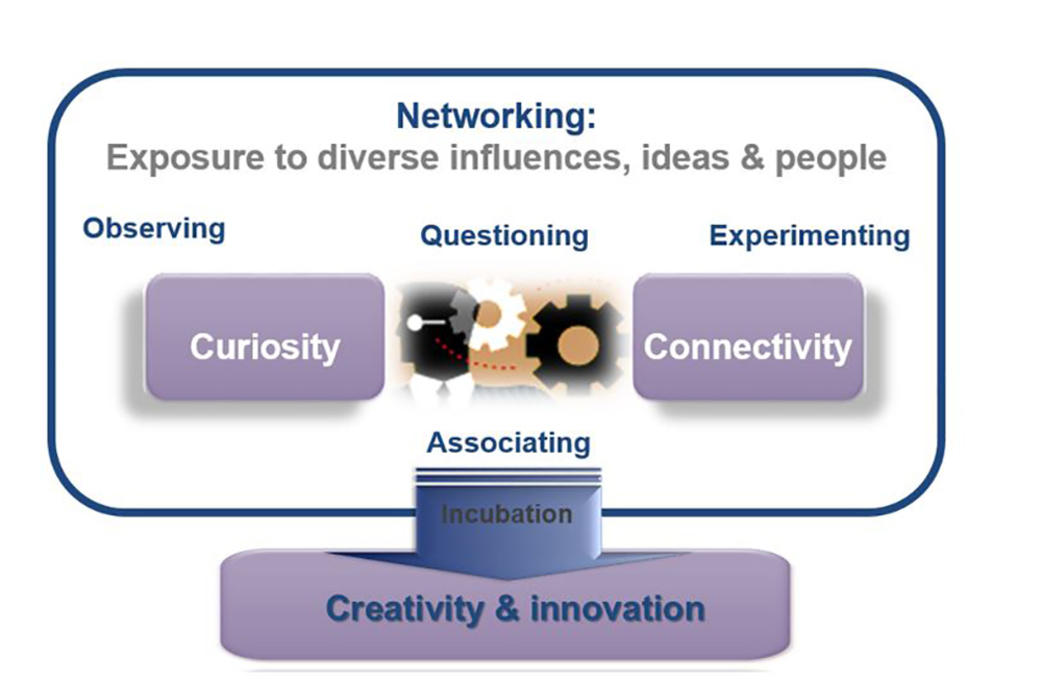 Networking:
Exposure to diverse influences, ideas & people
Observing
Questioning
Experimenting
Curiosity
Connectivity
Associating
Incubation
Creativity & innovation